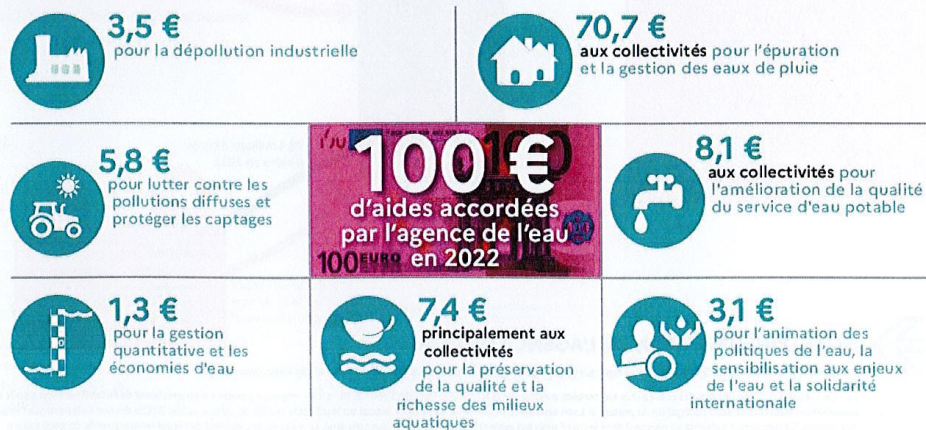 3,5 €
pour la dépollution industrielle
70,7 €
aux collectivités pour l'épuration
et la gestion des eaux de pluie
5,8 €
pour lutter contre les
pollutions diffuses et
protéger les captages
100 €
d'aides accordées
par l'agence de l'eau
en 2022
100 EURO
8,1 €
aux collectivités pour
l'amélioration de la qualité
du service d'eau potable
1,3 €
pour la gestion
quantitative et les
économies d'eau
7,4 €
principalement aux
collectivités
pour la préservation
de la qualité et la
richesse des milieux
aquatiques
3,1 €
pour l'animation des
politiques de l'eau, la
sensibilisation aux enjeux
de l'eau et la solidarité
internationale